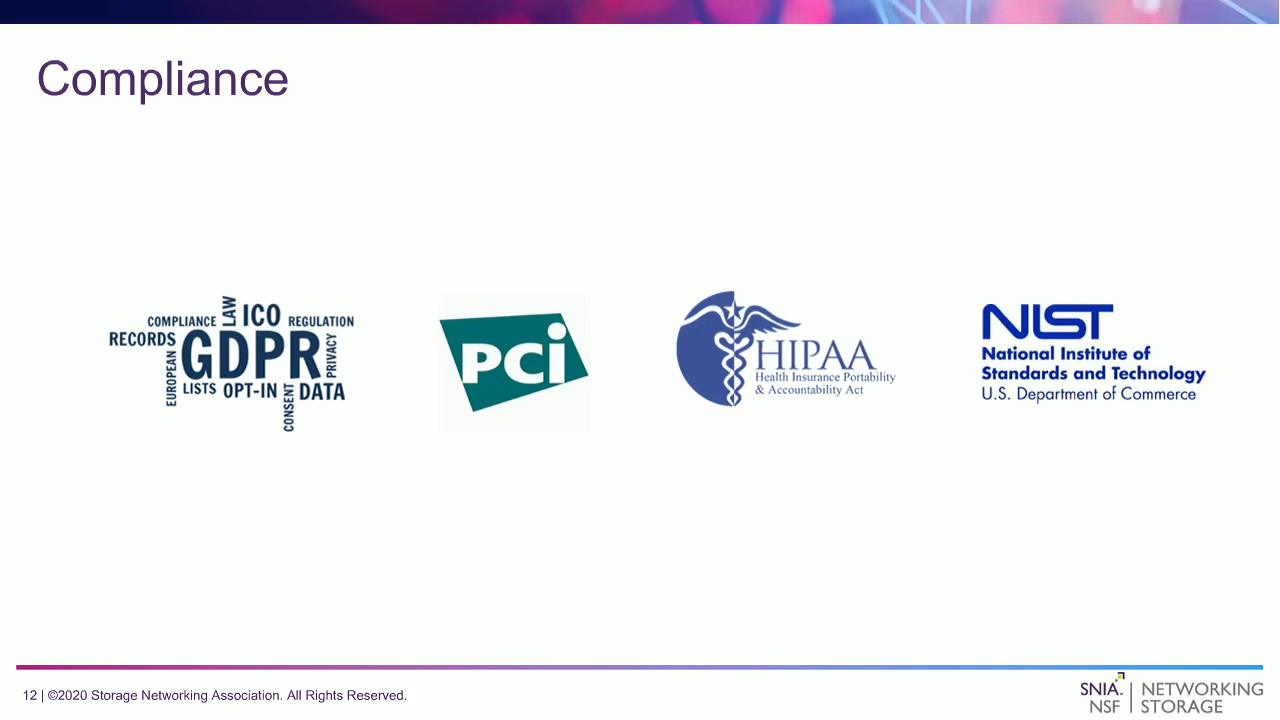 Compliance
LAW
ICO
COMPLIANCE
REGULATION
RECORDS
GDPR
PRIVACY
EUROPEAN
LISTS
OPT-IN
DATA
CONSENT
PCi
HIPAA
Health Insurance Portability
& Accountability Act
NIST
National Institute of
Standards and Technology
U.S. Department of Commerce
12 | ©2020 Storage Networking Association. All Rights Reserved.
SNIA™ | NETWORKING
NSF | STORAGE